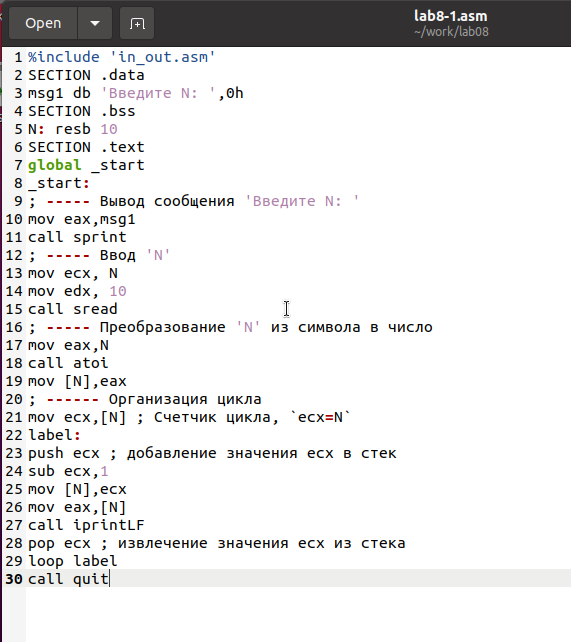 Open
lab8-1.asm
~/work/lab08
1 %include 'in_out.asm'
2 SECTION .data
3 msg1 db 'Введите N: ',0h
4 SECTION .bss
5 N: resb 10
6 SECTION .text
7 global _start
8 _start:
9 ; ----- Вывод сообщения 'Введите N: '
10 mov eax,msg1
11 call sprint
12 ; ----- Ввод 'N'
13 mov ecx, N
14 mov edx, 10
15 call sread
16 ; ----- Преобразование 'N' из символа в число
17 mov eax,N
18 call atoi
19 mov [N],eax
20 ; ------ Организация цикла
21 mov ecx,[N] ; Счетчик цикла, `ecx=N`
22 label:
23 push ecx ; добавление значения ecx в стек
24 sub ecx,1
25 mov [N],ecx
26 mov eax,[N]
27 call iprintLF
28 pop ecx ; извлечение значения ecx из стека
29 loop label
30 call quit